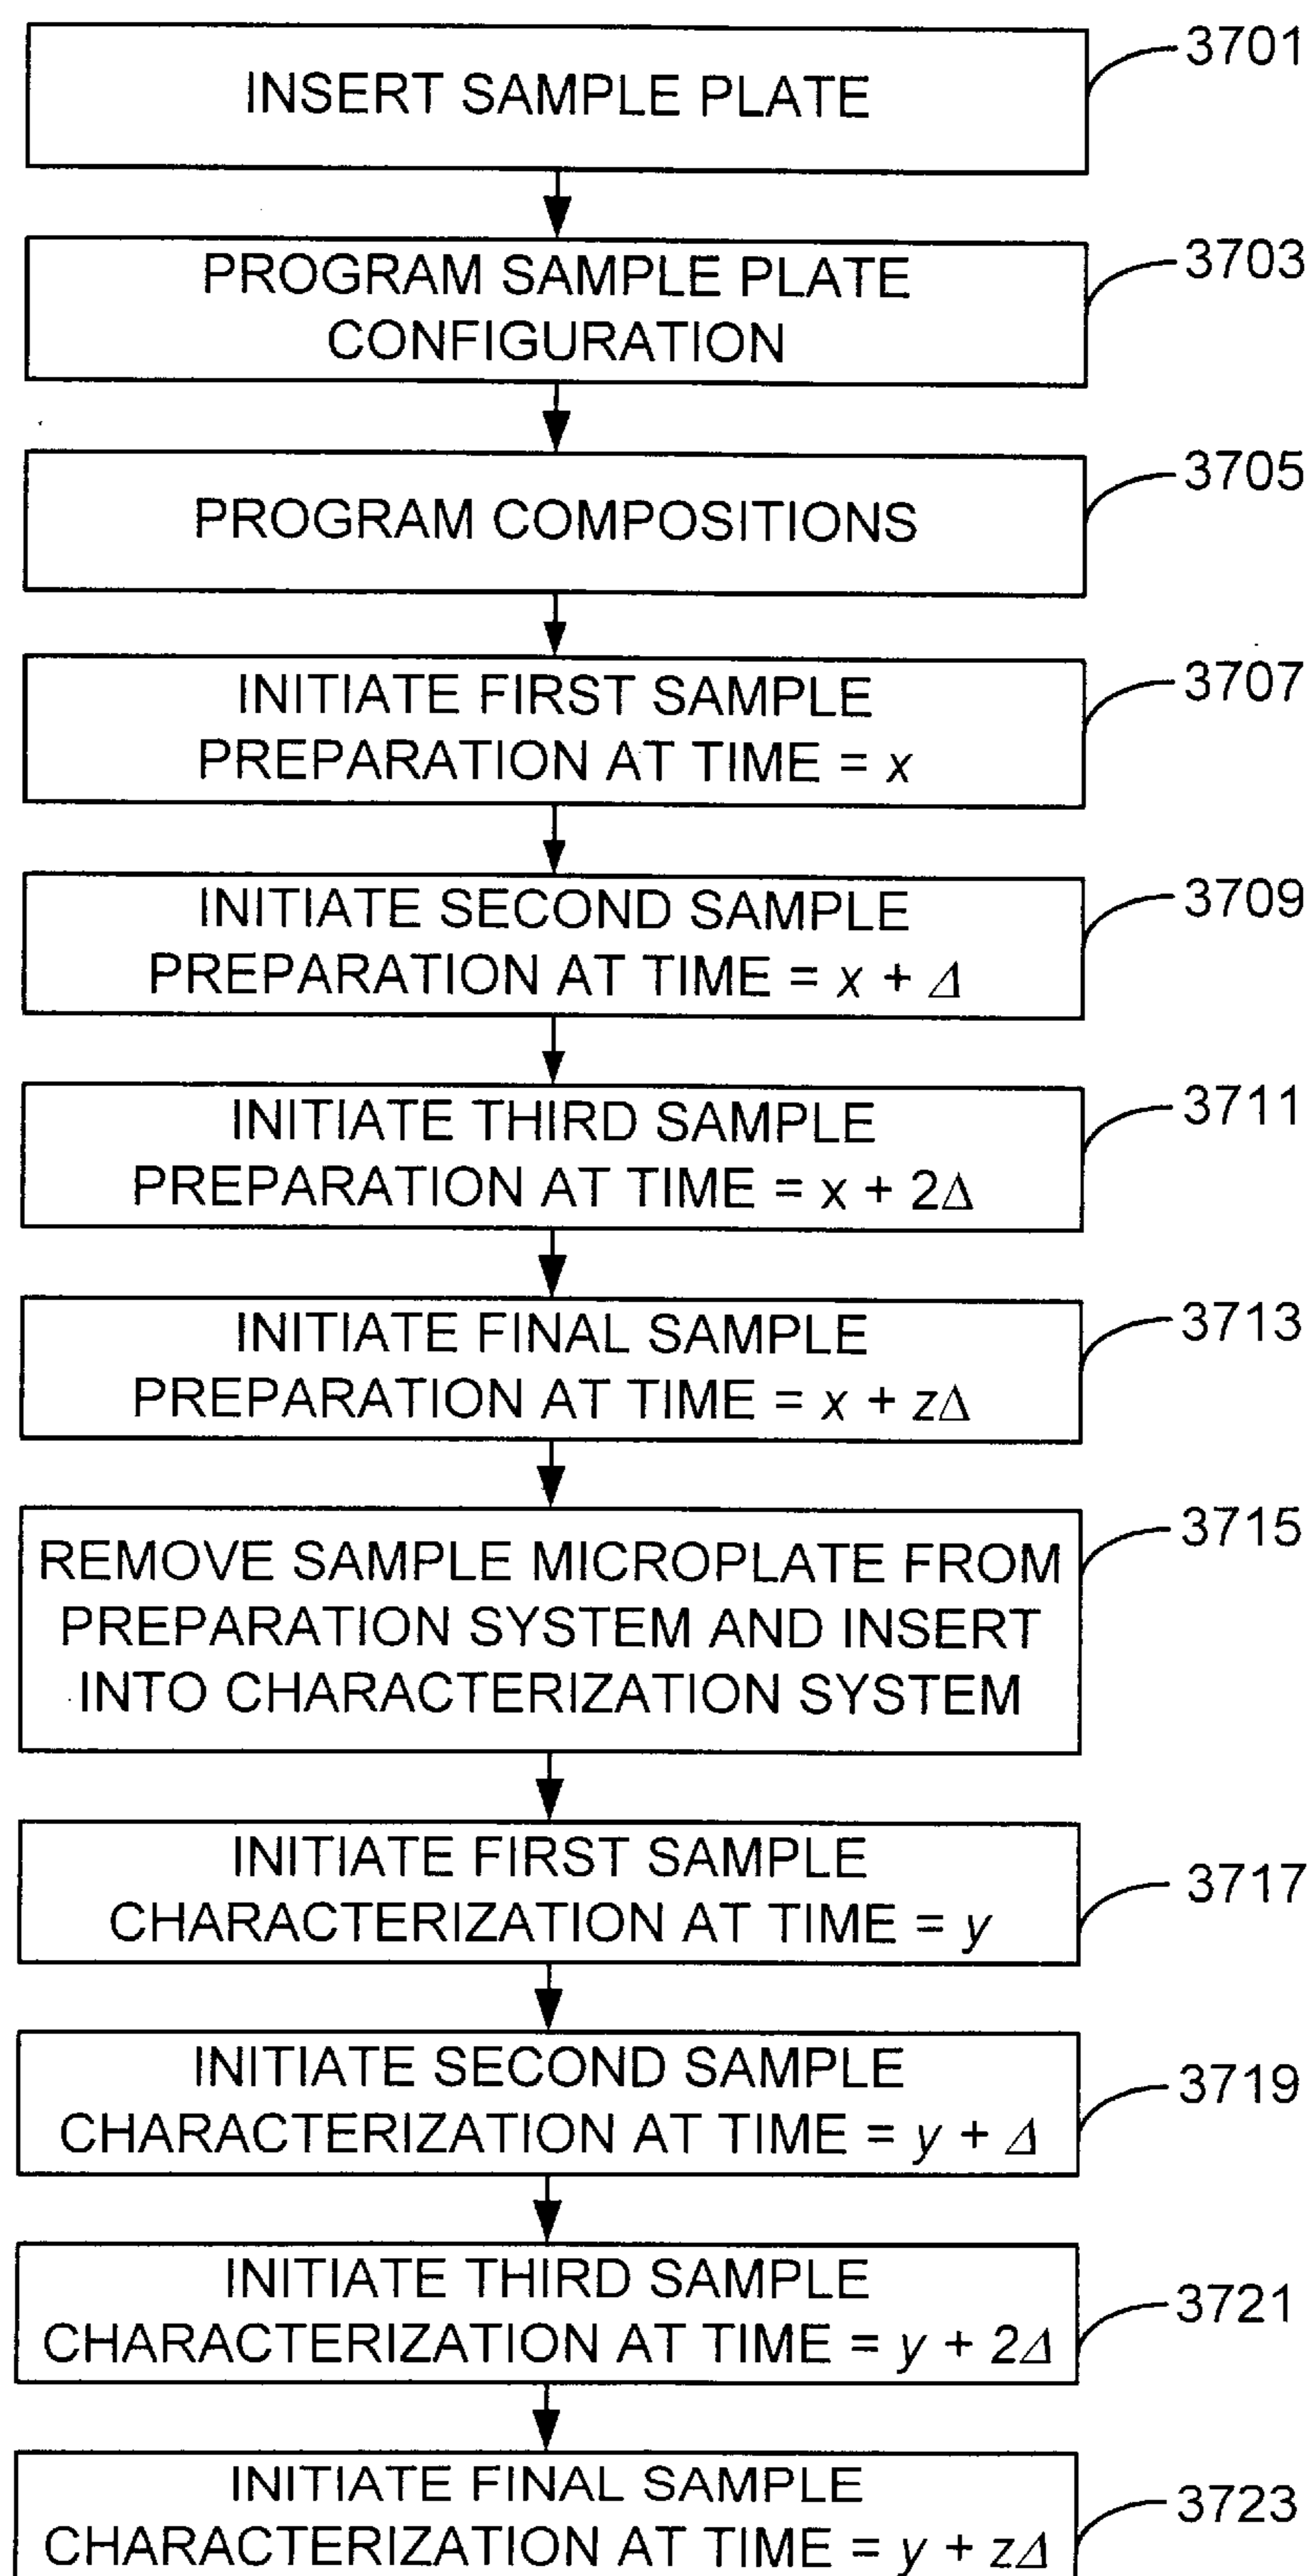 INSERT SAMPLE PLATE
3701
PROGRAM SAMPLE PLATE
CONFIGURATION
3703
PROGRAM COMPOSITIONS
3705
INITIATE FIRST SAMPLE
PREPARATION AT TIME = x
3707
INITIATE SECOND SAMPLE
PREPARATION AT TIME = x + Δ
3709
INITIATE THIRD SAMPLE
PREPARATION AT TIME = x + 2Δ
3711
INITIATE FINAL SAMPLE
PREPARATION AT TIME = x + zΔ
3713
REMOVE SAMPLE MICROPLATE FROM
PREPARATION SYSTEM AND INSERT
INTO CHARACTERIZATION SYSTEM
3715
INITIATE FIRST SAMPLE
CHARACTERIZATION AT TIME = y
3717
INITIATE SECOND SAMPLE
CHARACTERIZATION AT TIME = y + Δ
3719
INITIATE THIRD SAMPLE
CHARACTERIZATION AT TIME = y + 2Δ
3721
INITIATE FINAL SAMPLE
CHARACTERIZATION AT TIME = y + zΔ
3723